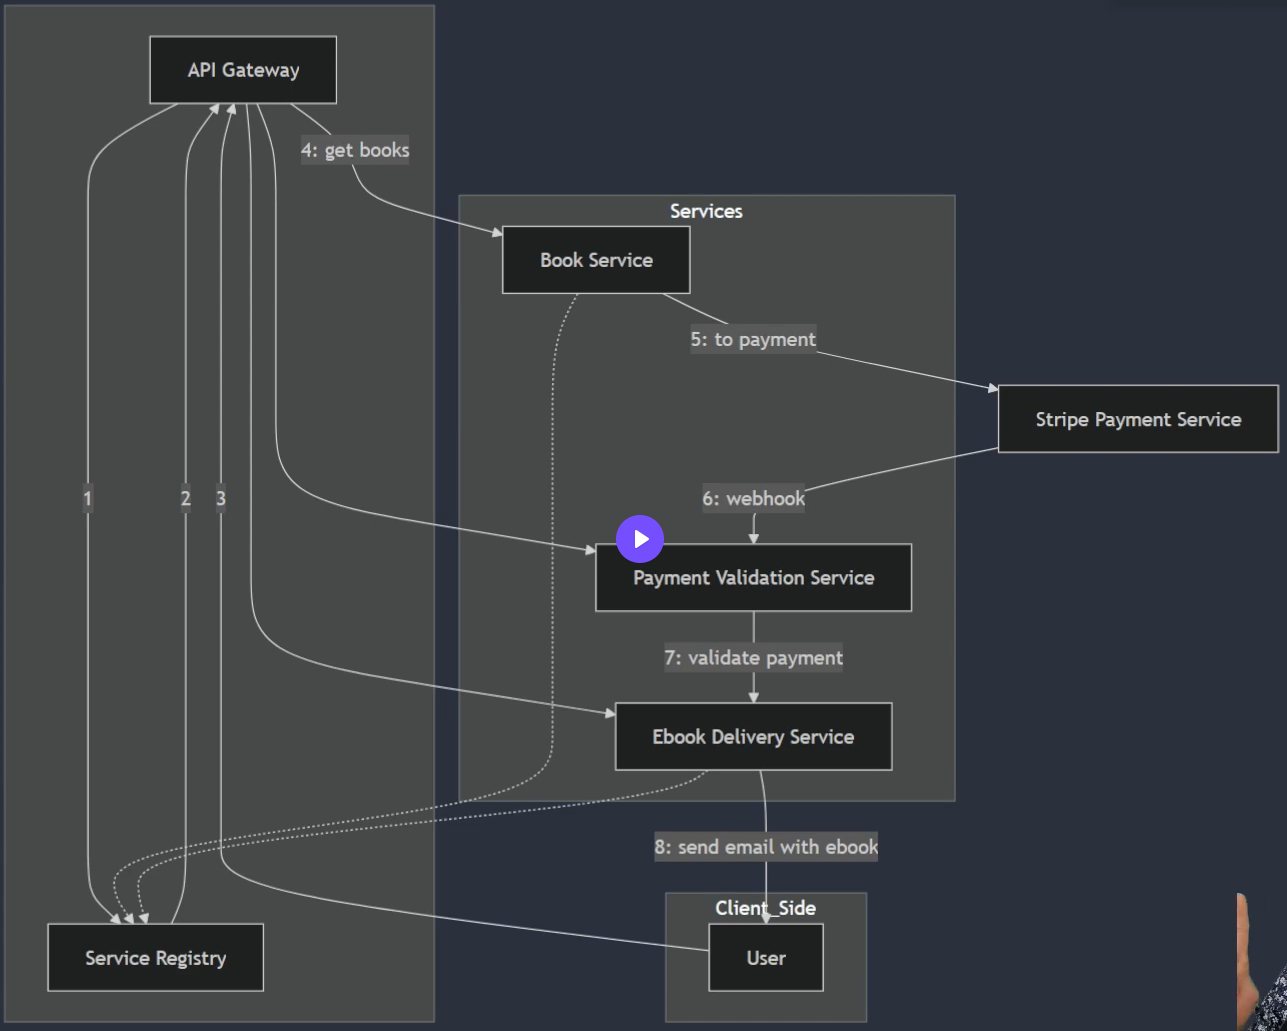 API Gateway
4: get books
Services
Book Service
5: to payment
Stripe Payment Service
1
2
3
6: webhook
Payment Validation Service
7: validate payment
Ebook Delivery Service
8: send email with ebook
Client_Side
Service Registry
User